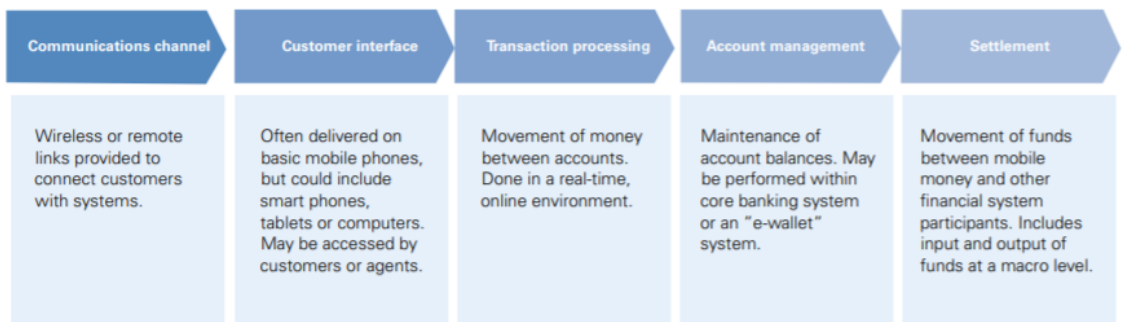 Communications channel
Customer interface
Transaction processing
Account management
Settlement
Wireless or remote
links provided to
connect customers
with systems.
Often delivered on
basic mobile phones,
but could include
smart phones,
tablets or computers.
May be accessed by
customers or agents.
Movement of money
between accounts.
Done in a real-time,
online environment.
Maintenance of
account balances. May
be performed within
core banking system
or an “e-wallet”
system.
Movement of funds
between mobile
money and other
financial system
participants. Includes
input and output of
funds at a macro level.